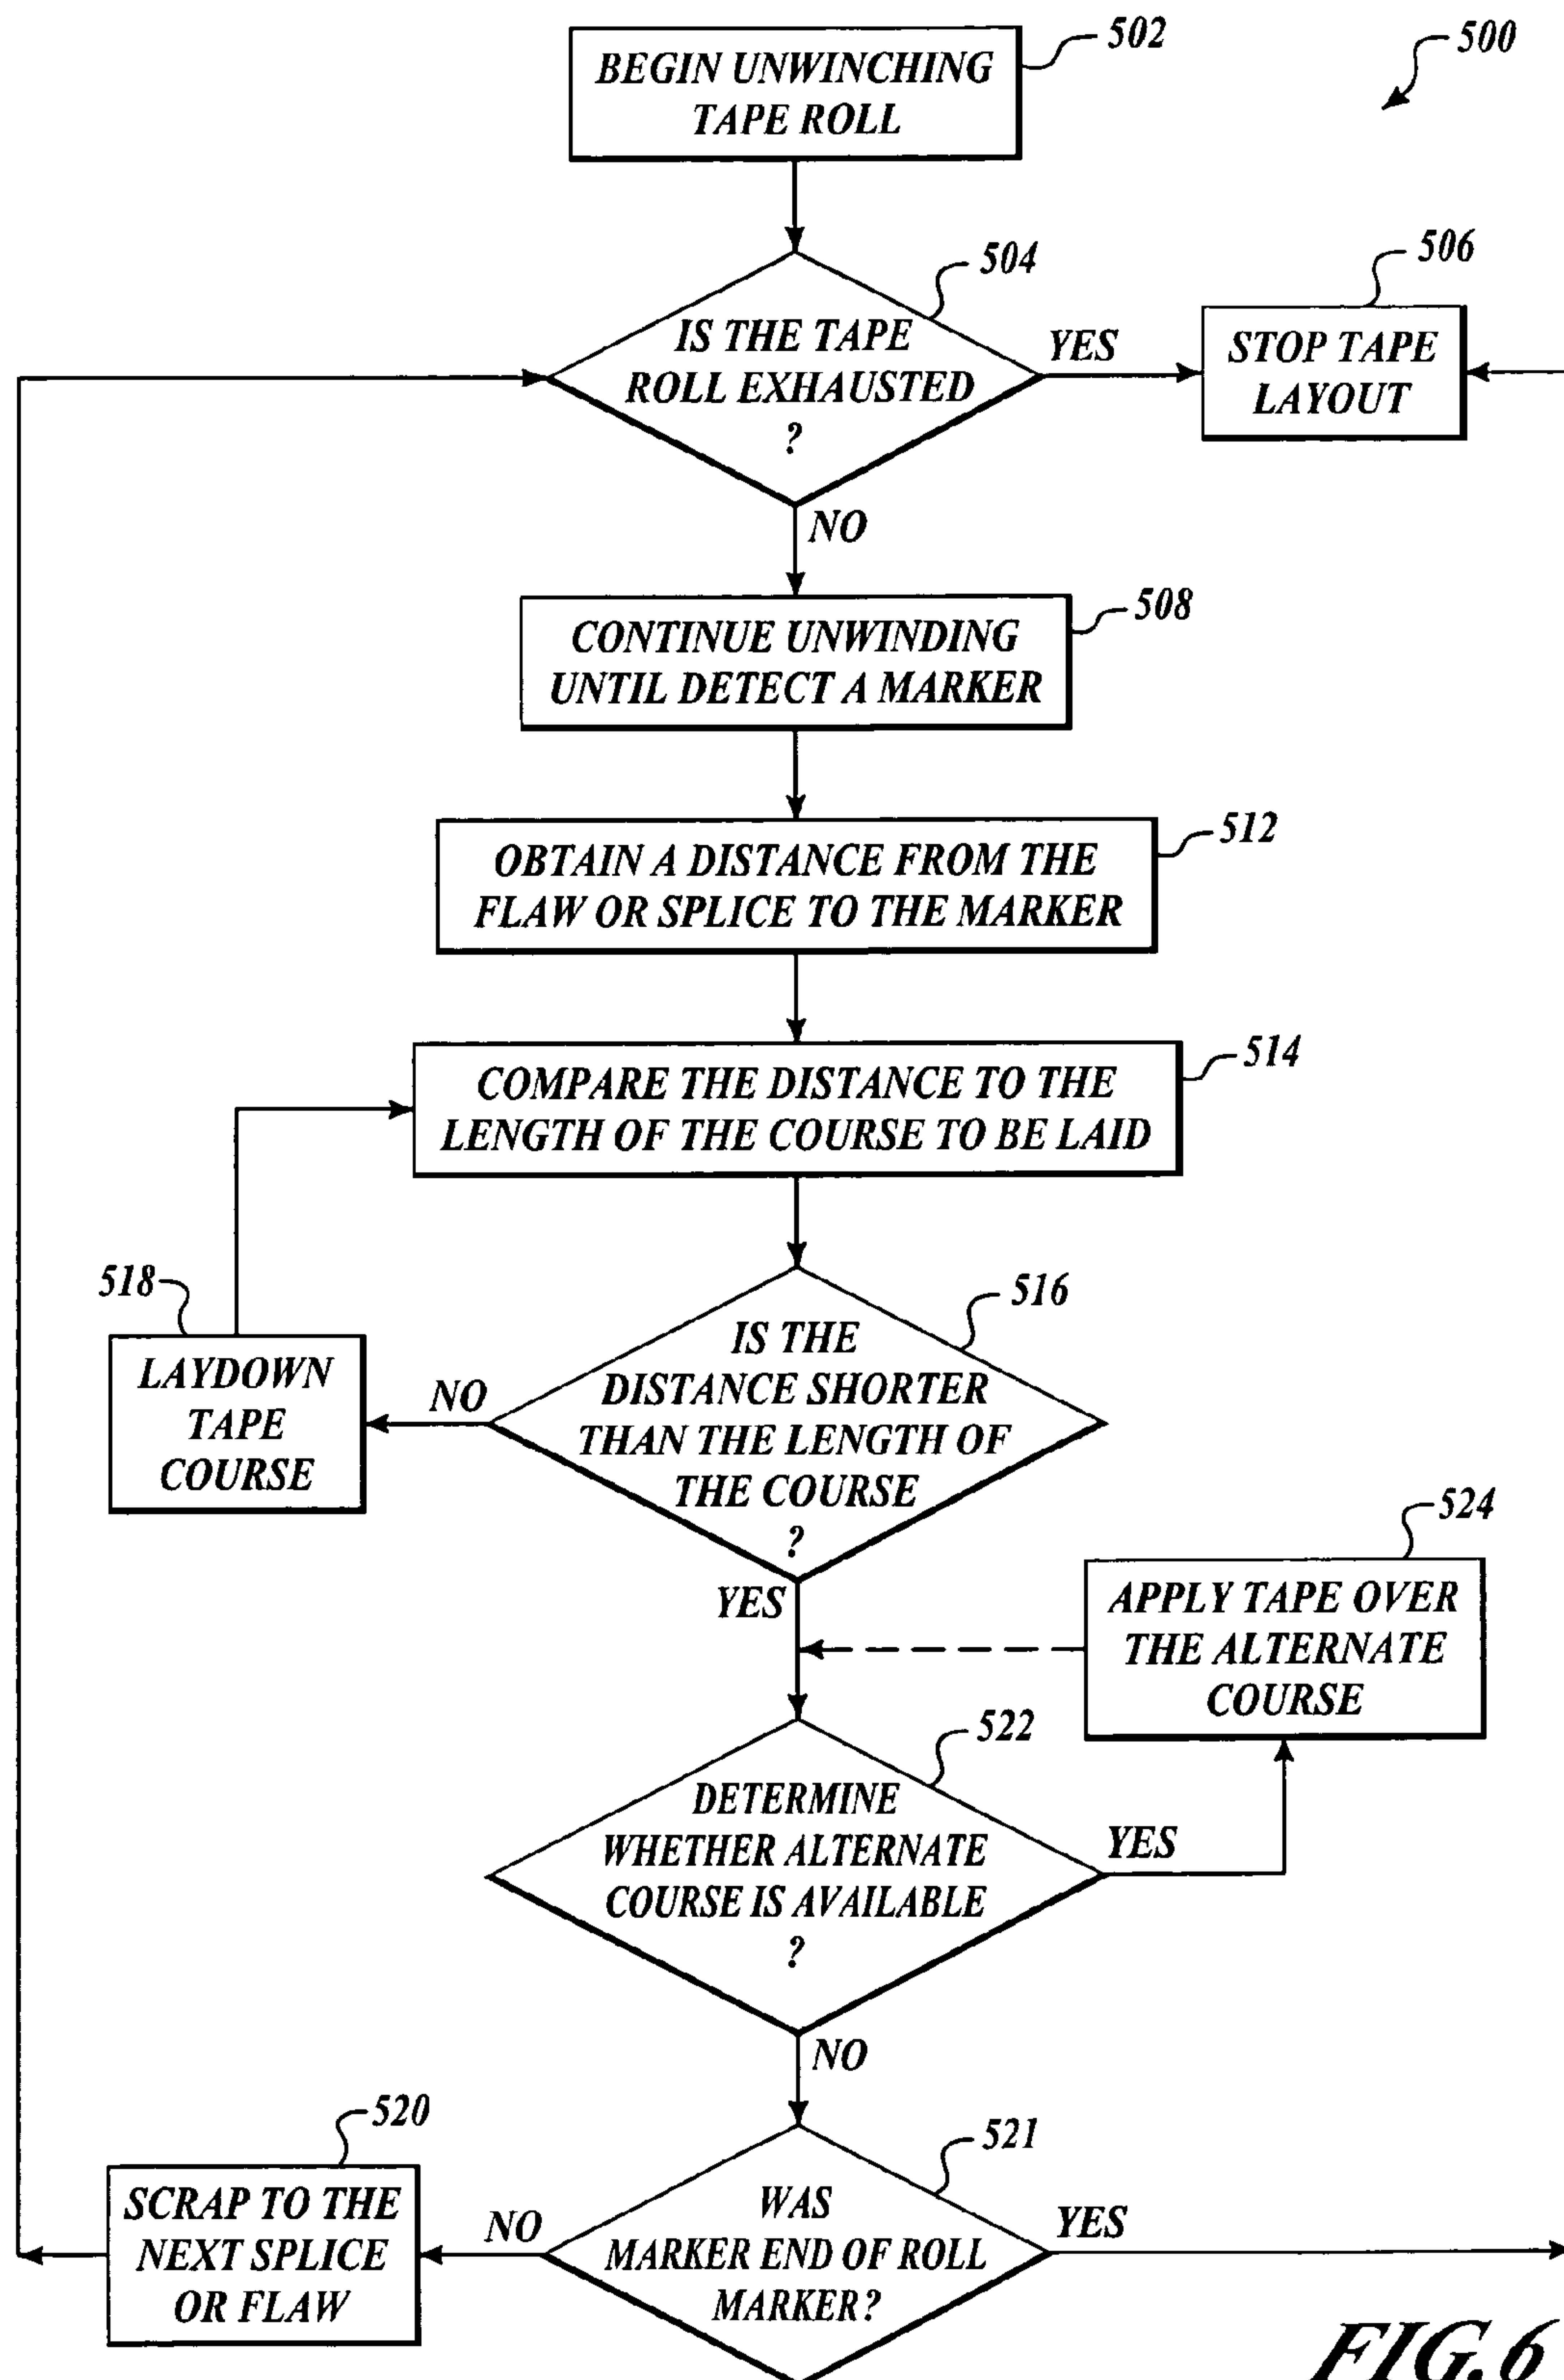 502
500
BEGIN UNWINCHING
TAPE ROLL
504
506
IS THE TAPE
ROLL EXHAUSTED
?
YES
STOP TAPE
LAYOUT
NO
508
CONTINUE UNWINDING
UNTIL DETECT A MARKER
512
OBTAIN A DISTANCE FROM THE
FLAW OR SPLICE TO THE MARKER
514
COMPARE THE DISTANCE TO THE
LENGTH OF THE COURSE TO BE LAID
518
516
LAYDOWN
TAPE
COURSE
NO
IS THE
DISTANCE SHORTER
THAN THE LENGTH OF
THE COURSE
?
YES
524
APPLY TAPE OVER
THE ALTERNATE
COURSE
522
DETERMINE
WHETHER ALTERNATE
COURSE IS AVAILABLE
?
YES
NO
520
521
SCRAP TO THE
NEXT SPLICE
OR FLAW
NO
WAS
MARKER END OF ROLL
MARKER?
YES
FIG.6